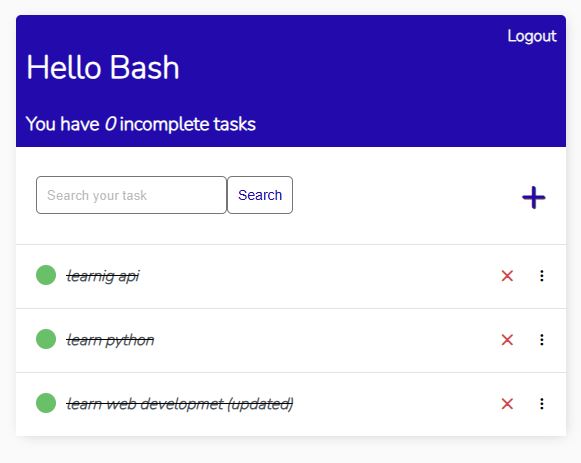 Logout
Hello Bash
You have 0 incomplete tasks
Search your task Search
learnig api
learn python
learn web developmet (updated)